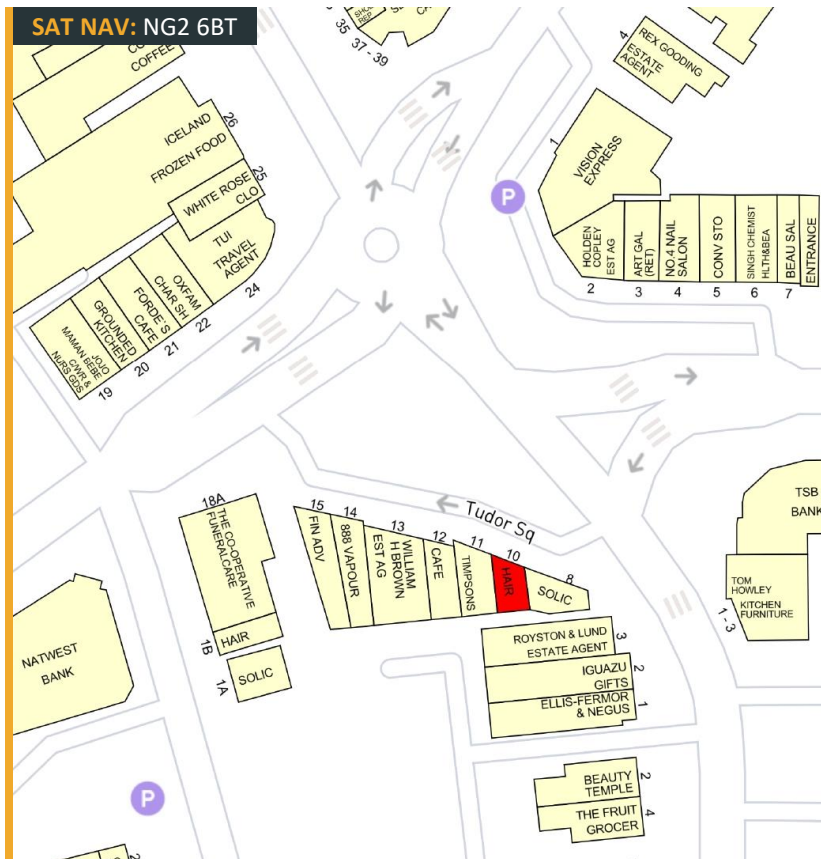 SAT NAV: NG2 6BT
COFFEE
35
37 - 39
4
REX GOODING
ESTATE
AGENT
26
ICELAND
FROZEN FOOD
25
WHITE ROSE
CLO
TUI
TRAVEL
AGENT
24
OXFAM
CHAR SH
22
FORDE'S
CAFE
21
GROUNDED
KITCHEN
20
JOJO
MAMAN BEBE
C/WR &
NURS GDS
19
1
VISION
EXPRESS
P
HOLDEN
COPLEY
EST AG
2
ART GAL
(RET)
3
NO.4 NAIL
SALON
4
CONV STO
5
SINGH CHEMIST
HLTH&BEA
6
BEAU SAL
7
ENTRANCE
Tudor Sq
18A
THE CO-OPERATIVE
FUNERALCARE
HAIR
1B
SOLIC
1A
15
FIN ADV
14
888 VAPOUR
13
WILLIAM
H BROWN
EST AG
12
CAFE
11
TIMPSONS
10
HAIR
8
SOLIC
TSB
BANK
TOM
HOWLEY
KITCHEN
FURNITURE
1 - 3
NATWEST
BANK
ROYSTON & LUND
ESTATE AGENT
3
IGUAZU
GIFTS
2
ELLIS-FERMOR
& NEGUS
1
BEAUTY
TEMPLE
2
THE FRUIT
GROCER
4
P